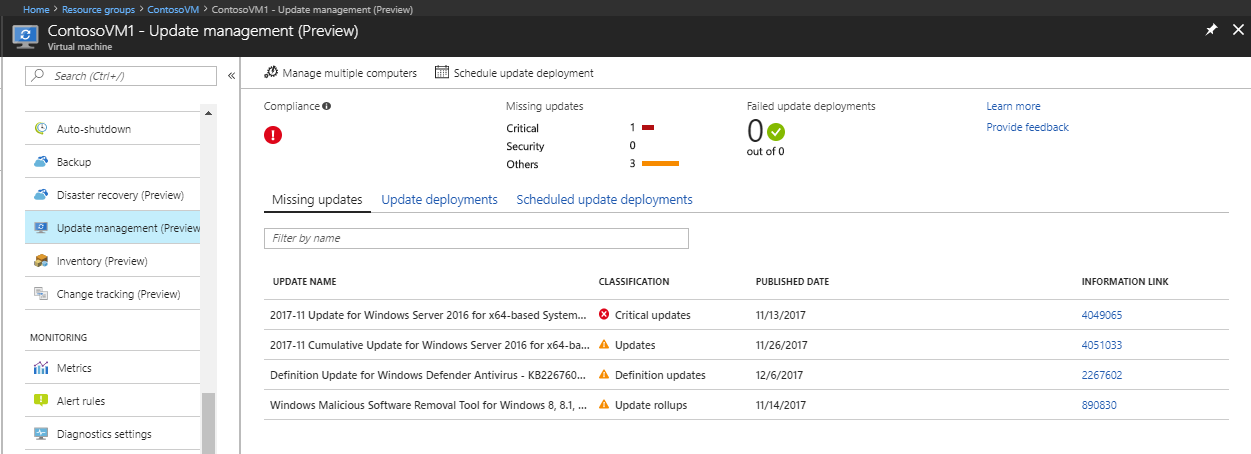 Home > Resource groups > ContosoVM > ContosoVM1 - Update management (Preview)
ContosoVM1 - Update management (Preview)
Virtual machine
Search (Ctrl+/)
«
Auto-shutdown
Backup
Disaster recovery (Preview)
Update management (Preview
Inventory (Preview)
Change tracking (Preview)
MONITORING
Metrics
Alert rules
Diagnostics settings
Manage multiple computers
Schedule update deployment
Compliance
Missing updates
Critical 1
Security 0
Others 3
Failed update deployments
0
out of 0
Learn more
Provide feedback
Missing updates Update deployments Scheduled update deployments
Filter by name
UPDATE NAME CLASSIFICATION PUBLISHED DATE INFORMATION LINK
2017-11 Update for Windows Server 2016 for x64-based System... Critical updates 11/13/2017 4049065
2017-11 Cumulative Update for Windows Server 2016 for x64-ba... Updates 11/26/2017 4051033
Definition Update for Windows Defender Antivirus - KB226760... Definition updates 12/6/2017 2267602
Windows Malicious Software Removal Tool for Windows 8, 8.1, ... Update rollups 11/14/2017 890830